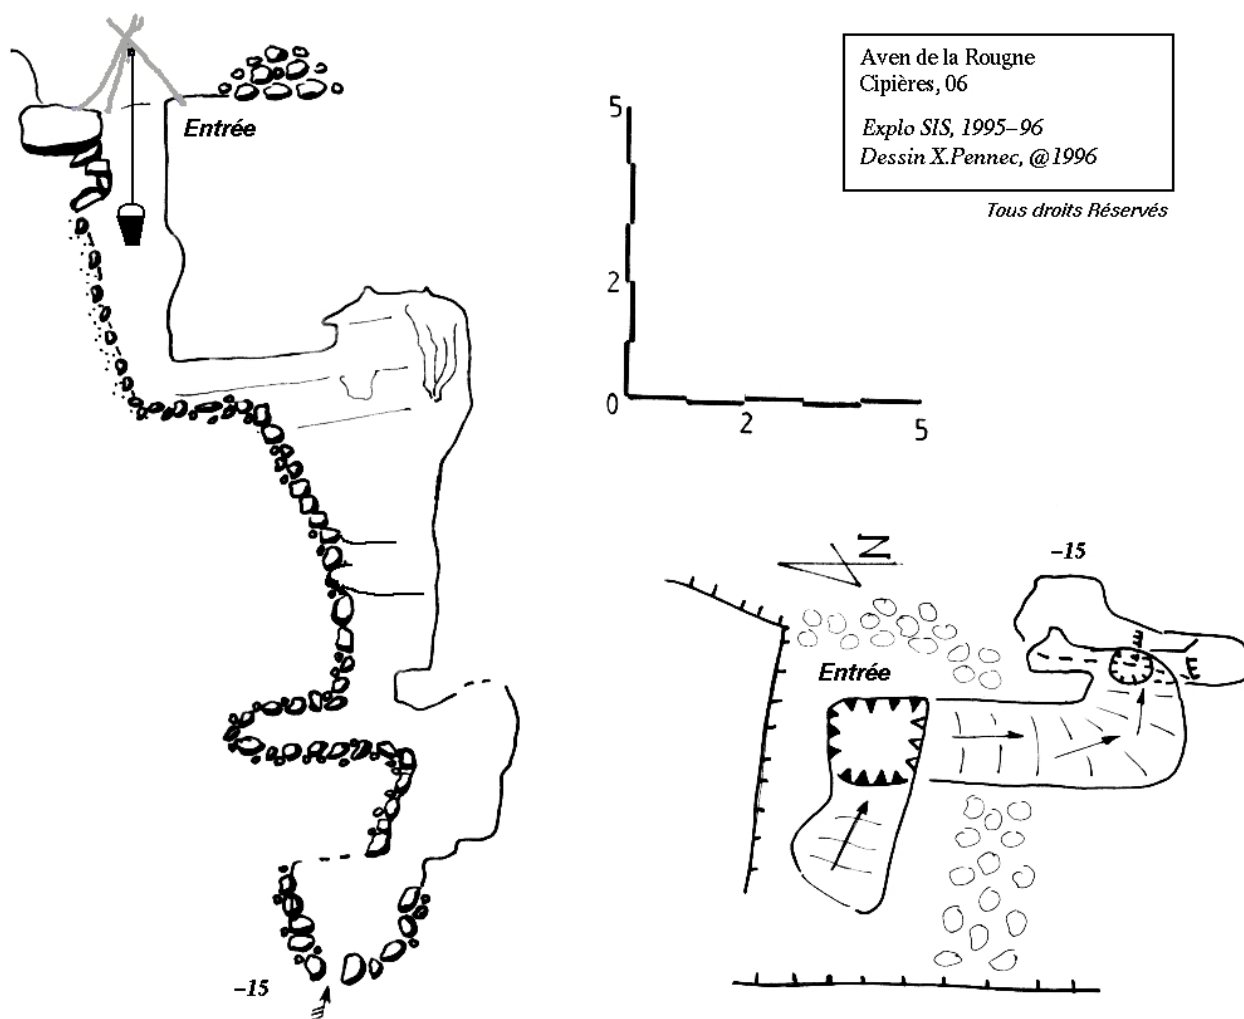 Aven de la Rougne
Cipières, 06
Explo SIS, 1995–96
Dessin X.Pennec, @1996
Tous droits Réservés
Entrée
5
2
0
2
5
N
–15
Entrée
–15